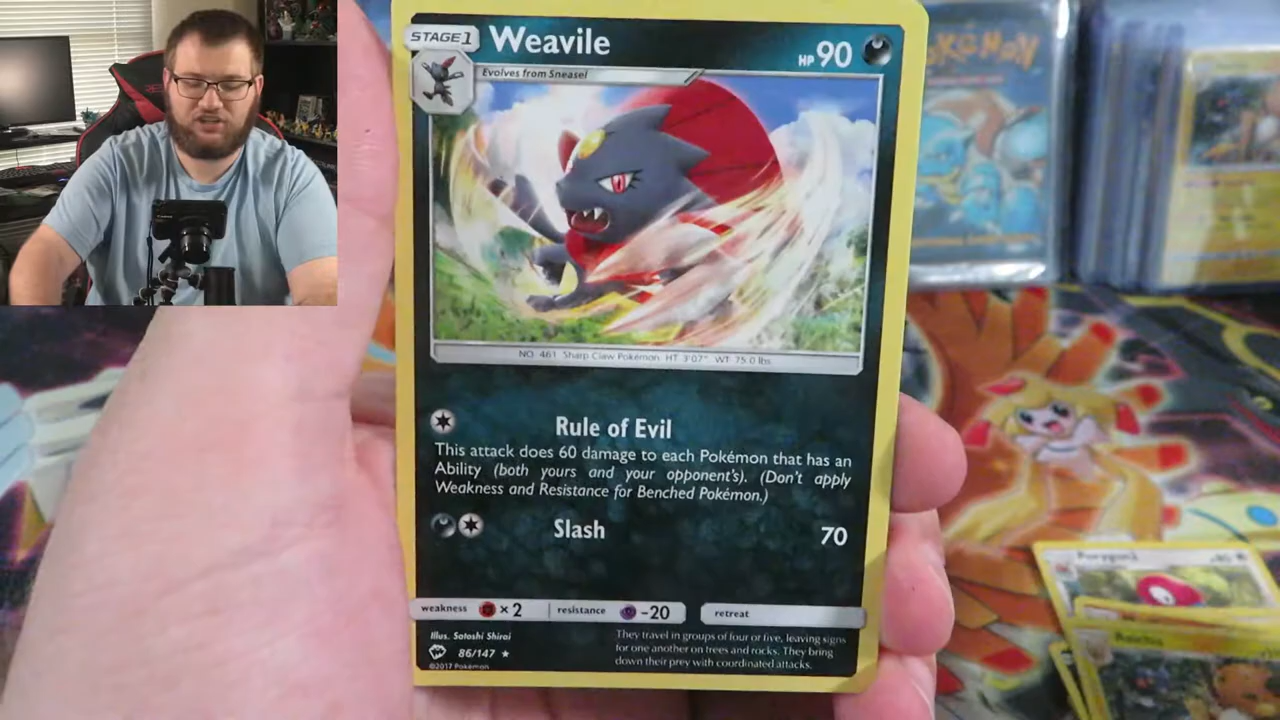 STAGE1 Weavile HP 90
Evolves from Sneasel
NO. 461 Sharp Claw Pokémon HT 3'07" WT 75.0 lbs.
Rule of Evil
This attack does 60 damage to each Pokémon that has an
Ability (both yours and your opponent's). (Don't apply
Weakness and Resistance for Benched Pokémon.)
Slash 70
weakness ×2 resistance -20 retreat
Illus. Satoshi Shirai
86/147 ★
©2017 Pokémon
They travel in groups of four or five, leaving signs
for one another on trees and rocks. They bring
down their prey with coordinated attacks.
POKéMON
Porygon2